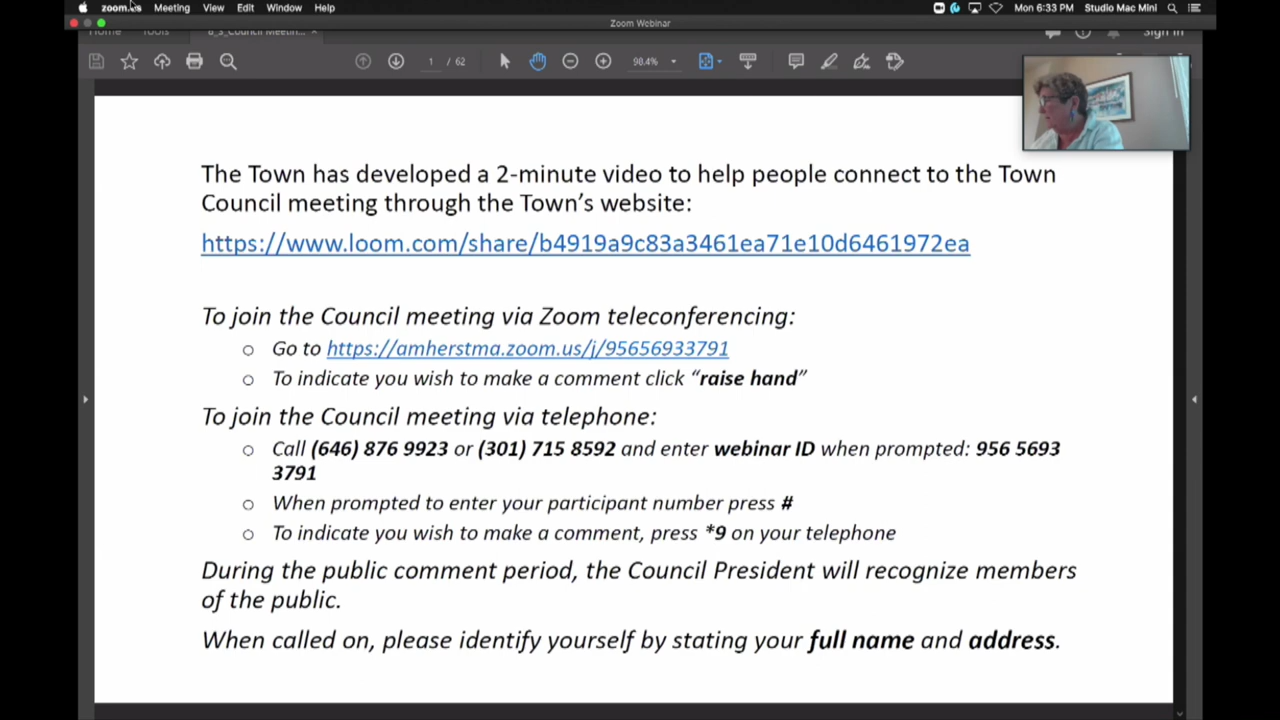 zoom.us Meeting View Edit Window Help Mon 6:33 PM Studio Mac Mini
Zoom Webinar
Home Tools a_3_Council Meetin... × Sign In
1 / 62 98.4%
The Town has developed a 2-minute video to help people connect to the Town
Council meeting through the Town’s website:
https://www.loom.com/share/b4919a9c83a3461ea71e10d6461972ea
To join the Council meeting via Zoom teleconferencing:
o Go to https://amherstma.zoom.us/j/95656933791
o To indicate you wish to make a comment click “raise hand”
To join the Council meeting via telephone:
o Call (646) 876 9923 or (301) 715 8592 and enter webinar ID when prompted: 956 5693
3791
o When prompted to enter your participant number press #
o To indicate you wish to make a comment, press *9 on your telephone
During the public comment period, the Council President will recognize members
of the public.
When called on, please identify yourself by stating your full name and address.